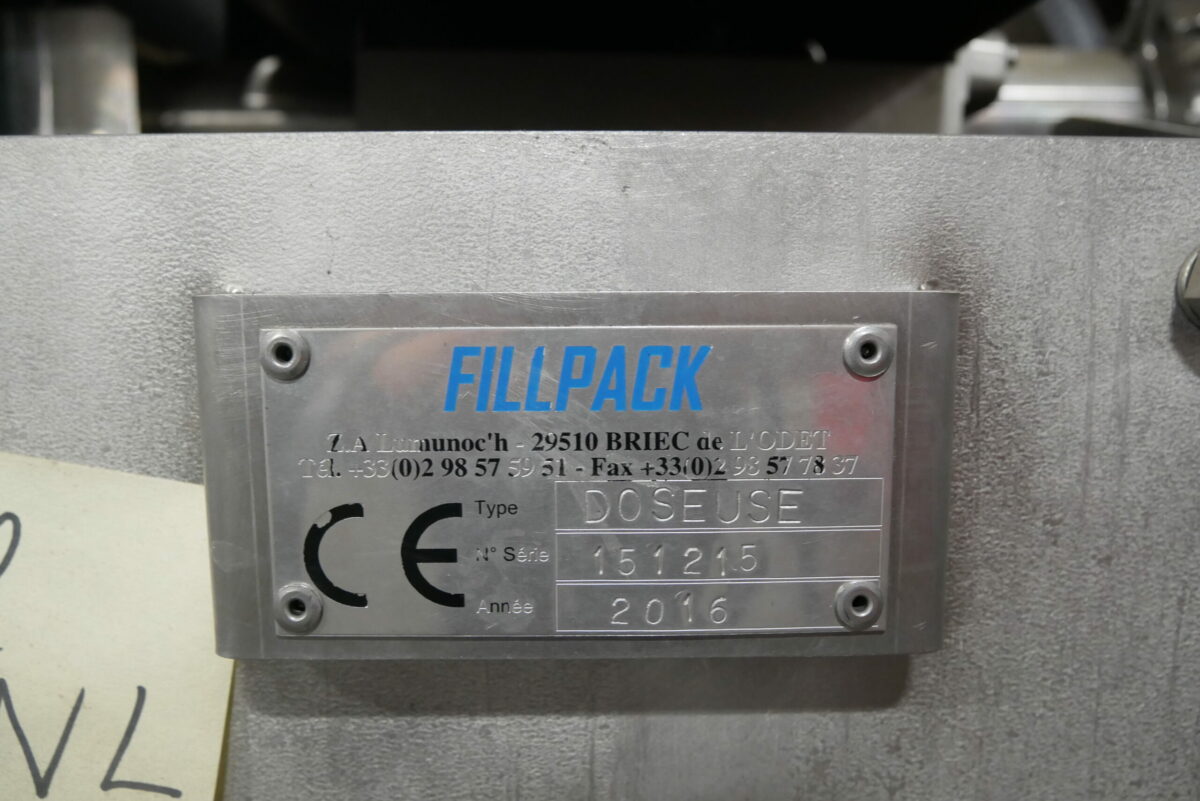 FILLPACK
Z.A Lumunoc'h - 29510 BRIEC de L'ODET
Tél. +33(0)2 98 57 59 51 - Fax +33(0)2 98 57 78 37
CE
Type DOSEUSE
N° Série 151215
Année 2016
NL